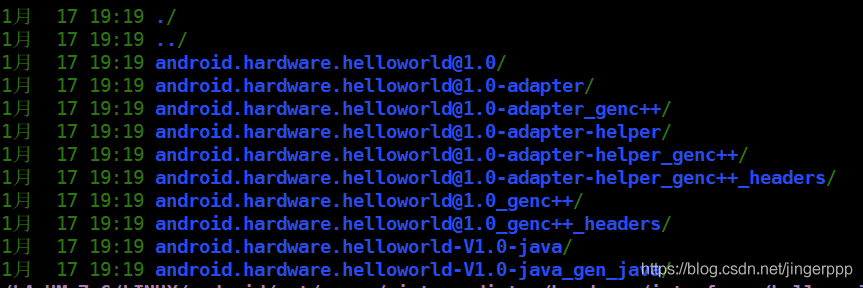 1月 17 19:19 ./
1月 17 19:19 ../
1月 17 19:19 android.hardware.helloworld@1.0/
1月 17 19:19 android.hardware.helloworld@1.0-adapter/
1月 17 19:19 android.hardware.helloworld@1.0-adapter_genc++/
1月 17 19:19 android.hardware.helloworld@1.0-adapter-helper/
1月 17 19:19 android.hardware.helloworld@1.0-adapter-helper_genc++/
1月 17 19:19 android.hardware.helloworld@1.0-adapter-helper_genc++_headers/
1月 17 19:19 android.hardware.helloworld@1.0_genc++/
1月 17 19:19 android.hardware.helloworld@1.0_genc++_headers/
1月 17 19:19 android.hardware.helloworld-V1.0-java/
1月 17 19:19 android.hardware.helloworld-V1.0-java_gen_java/
https://blog.csdn.net/jingerppp